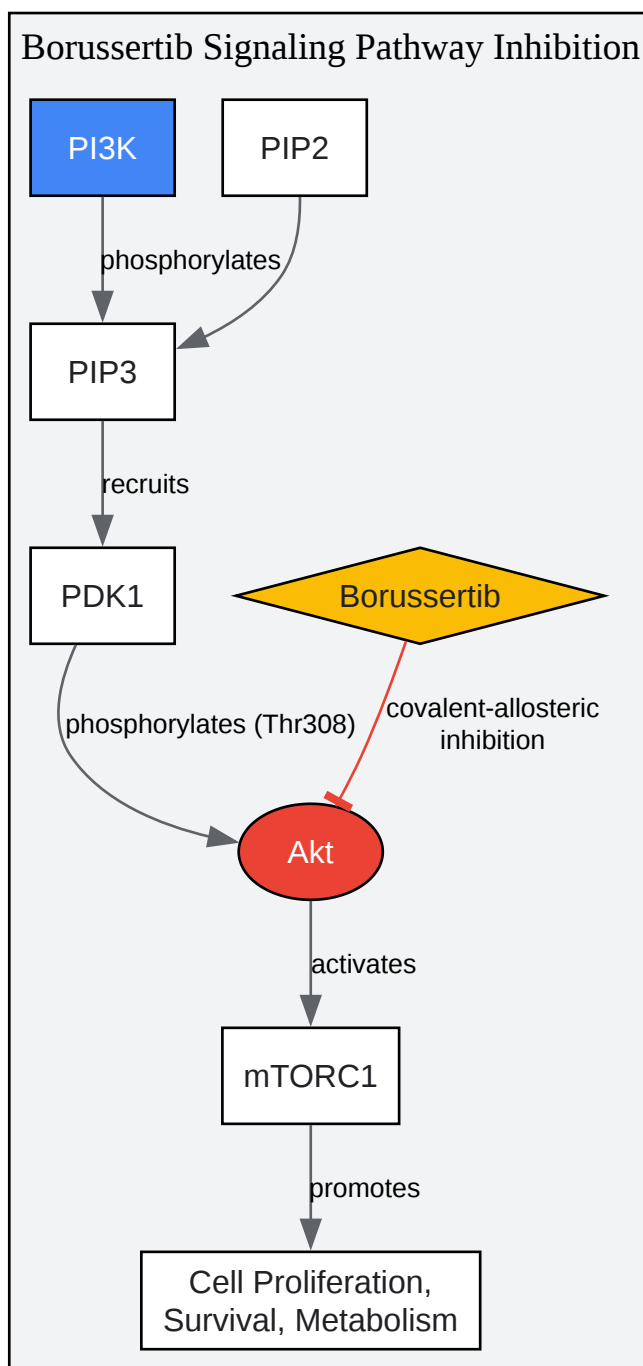 Borussertib Signaling Pathway Inhibition
PI3K
PIP2
phosphorylates
PIP3
recruits
PDK1
Borussertib
phosphorylates (Thr308)
covalent-allosteric
inhibition
Akt
activates
mTORC1
promotes
Cell Proliferation,
Survival, Metabolism